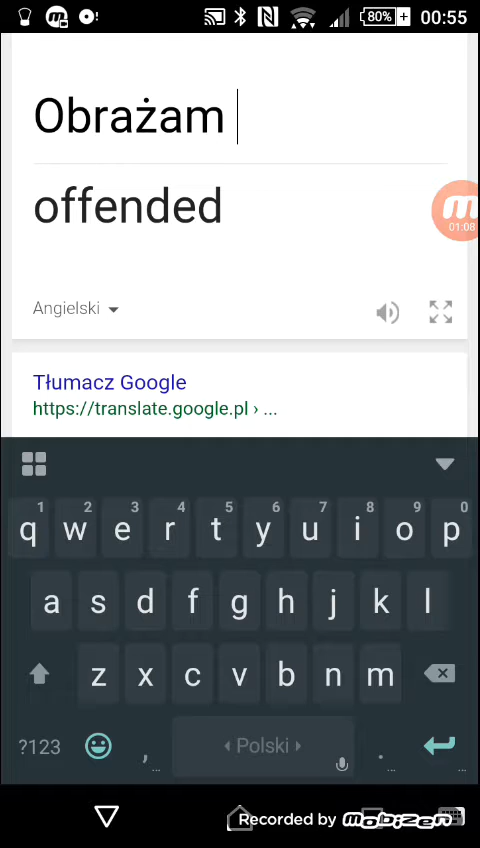 80% 00:55
Obrażam
offended
01:08
Angielski
Tłumacz Google
https://translate.google.pl › ...
1 2 3 4 5 6 7 8 9 0
q w e r t y u i o p
a s d f g h j k l
z x c v b n m
?123 , Polski .
Recorded by mobizen